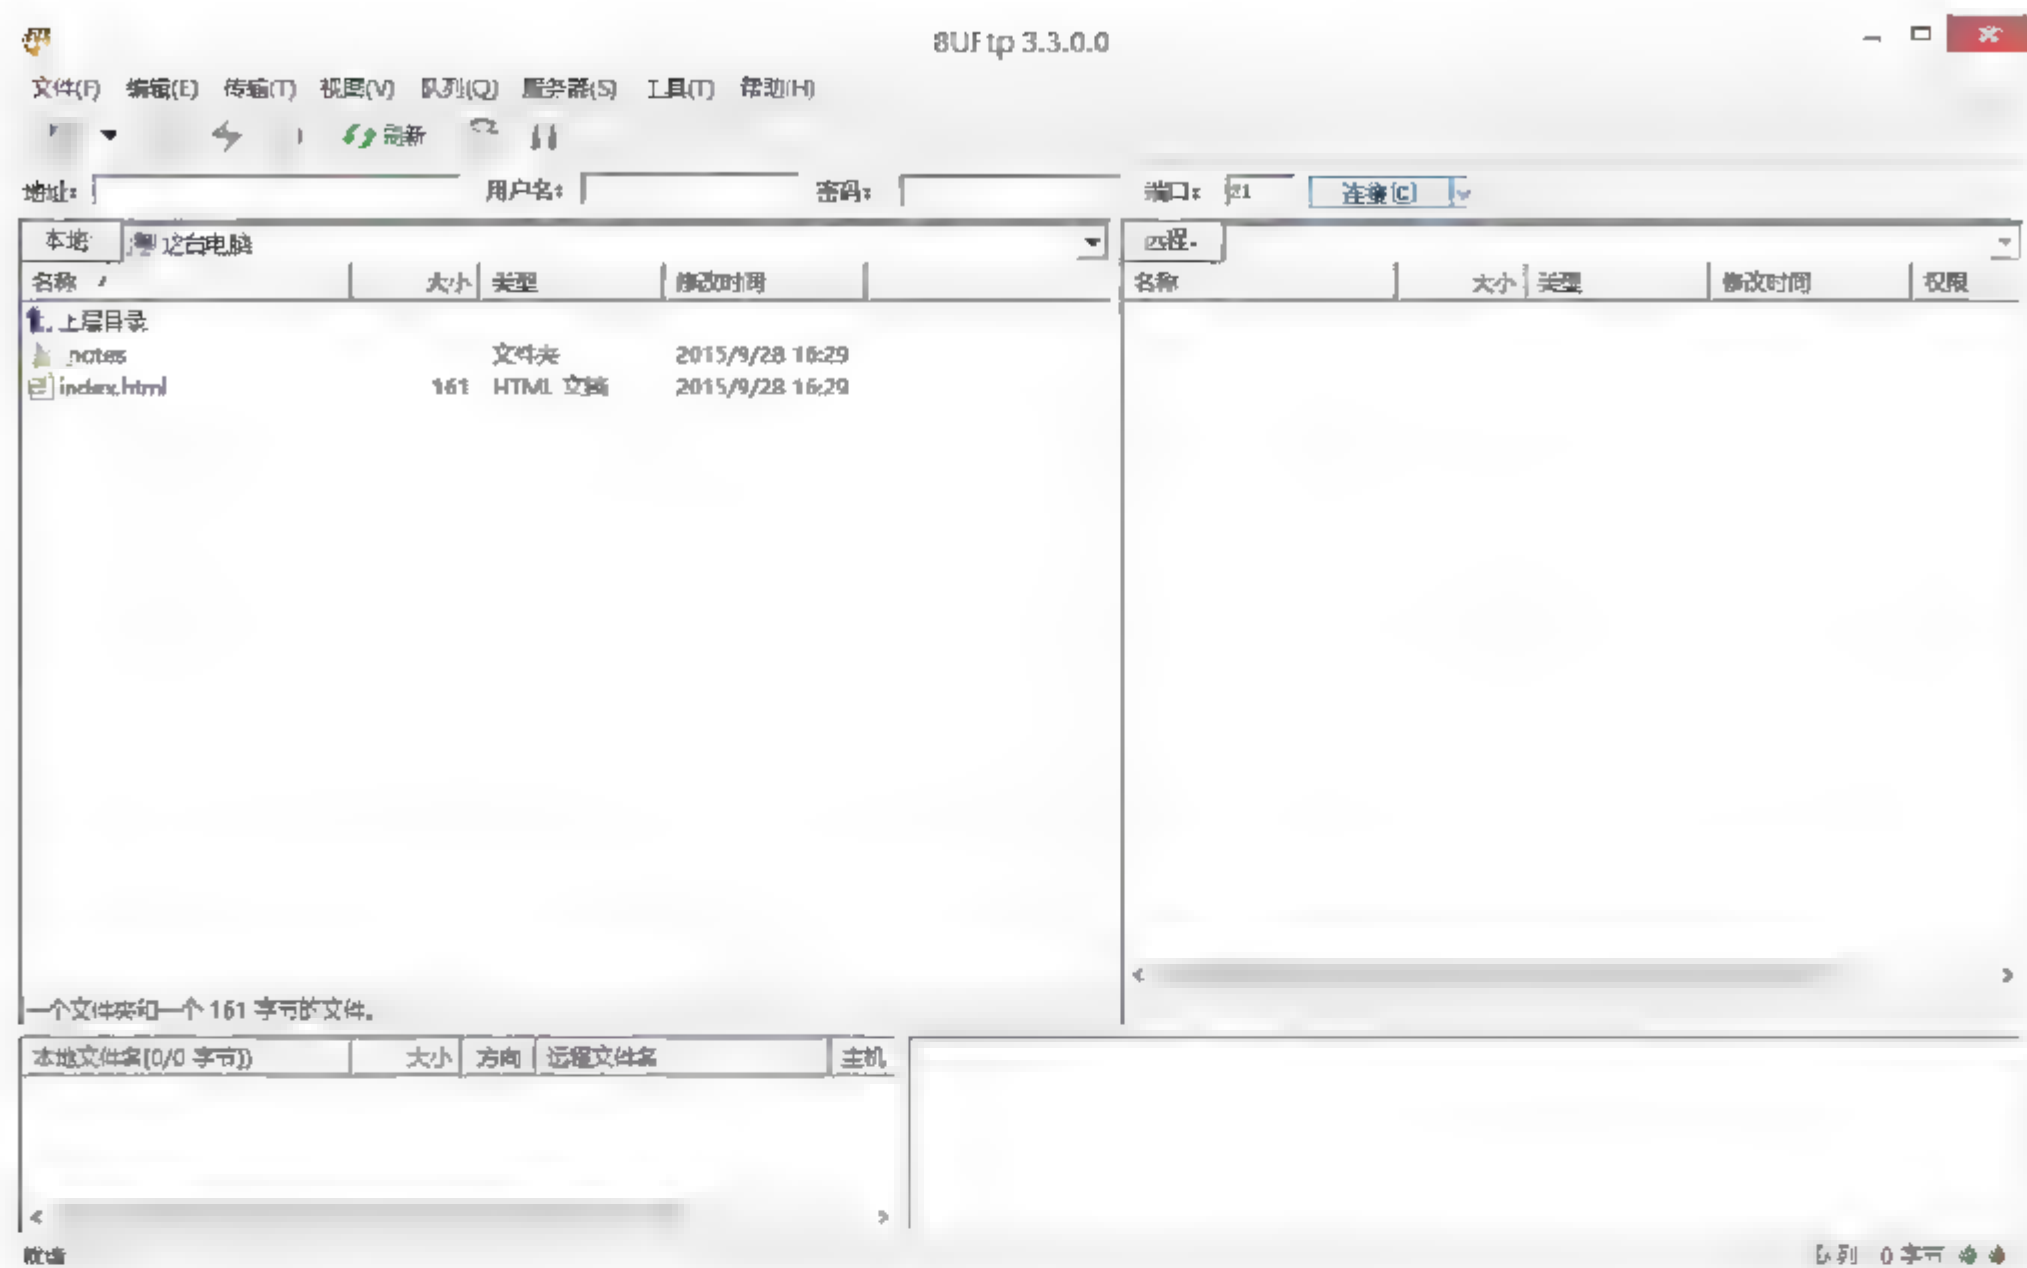 8UFtp 3.3.0.0
文件(F) 编辑(E) 传输(T) 视图(V) 队列(Q) 服务器(S) 工具(T) 帮助(H)
刷新
地址: 用户名: 密码: 端口: 21 连接(C)
本地: 这台电脑 远程:
名称 大小 类型 修改时间 名称 大小 类型 修改时间 权限
上层目录
_notes 文件夹 2015/9/28 16:29
index.html 161 HTML 文档 2015/9/28 16:29
一个文件夹和一个 161 字节的文件。
本地文件名[0/0 字节]) 大小 方向 远程文件名 主机
就绪 队列 0 字节